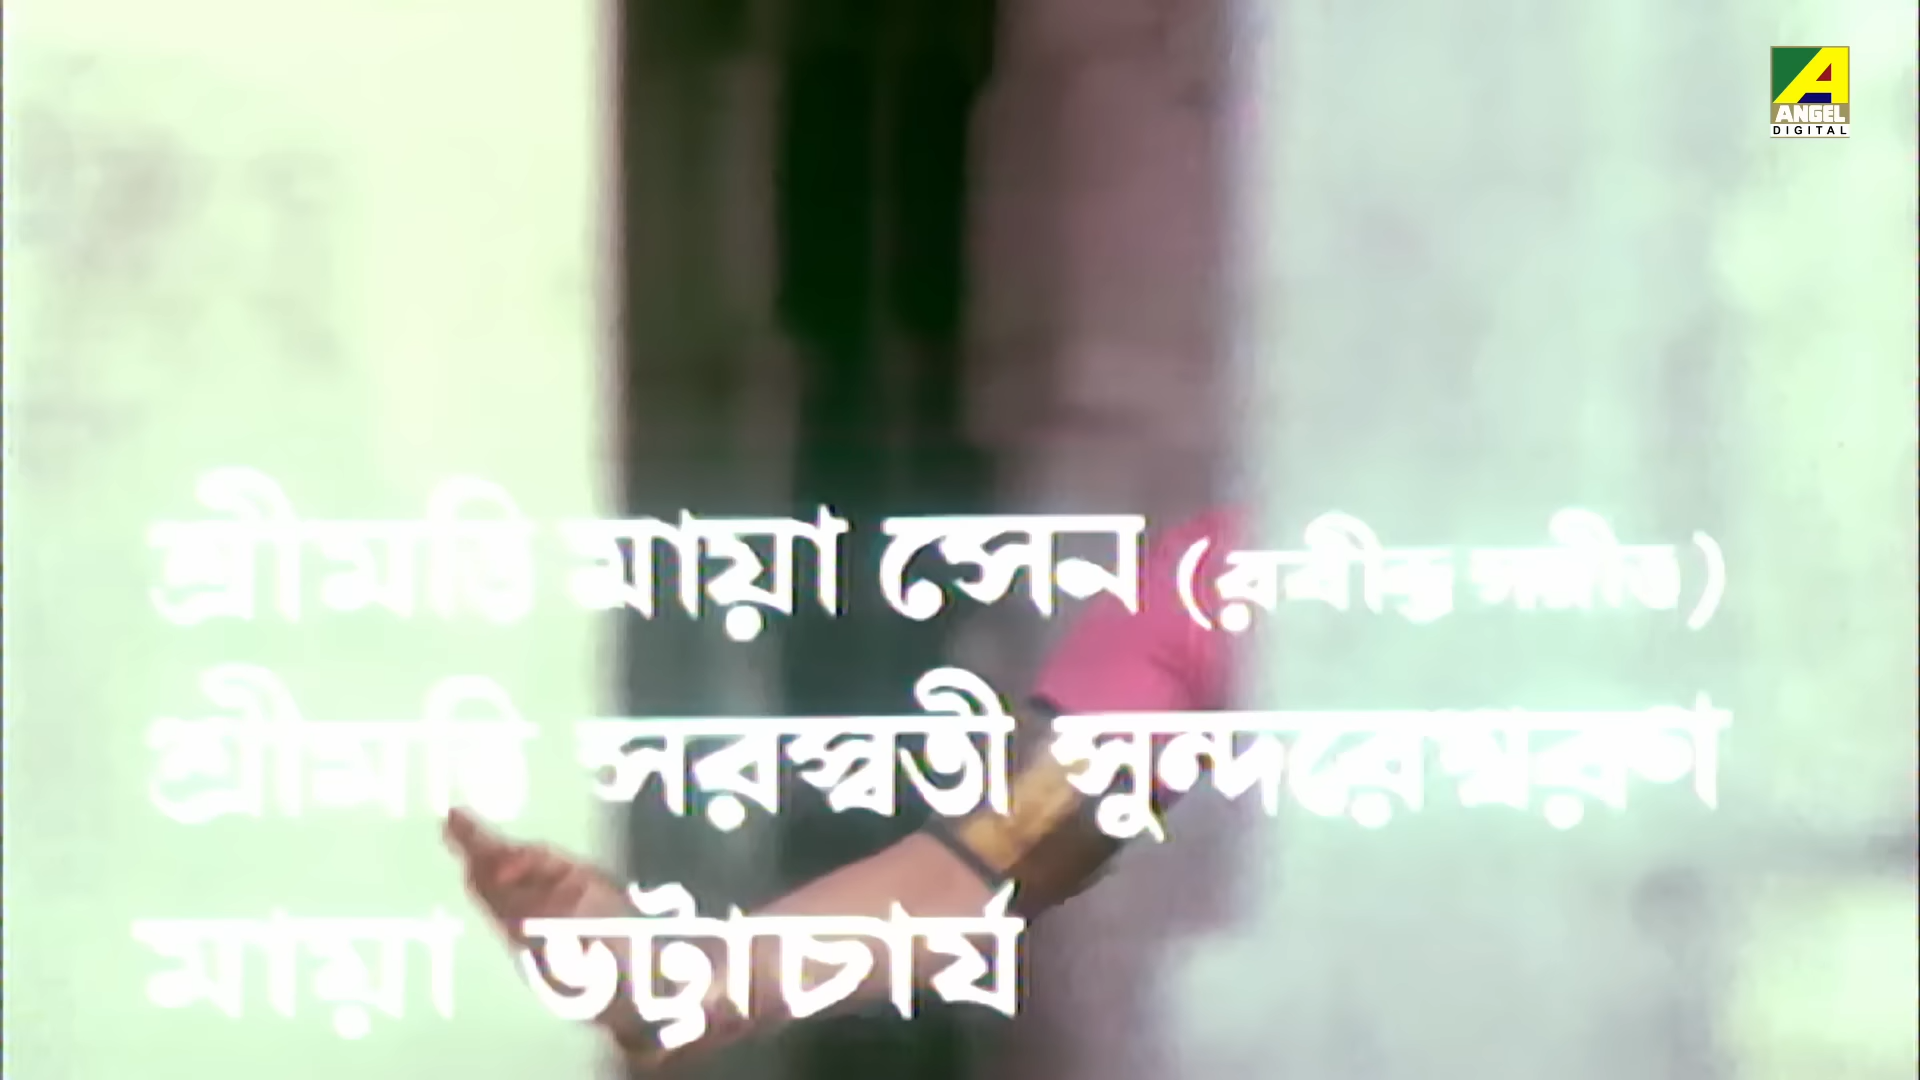 ANGEL
DIGITAL
শ্রীমতি মায়া সেন (রবীন্দ্র সঙ্গীত)
শ্রীমতি সরস্বতী সুন্দরেশ্বরণ
মায়া ভট্টাচার্য